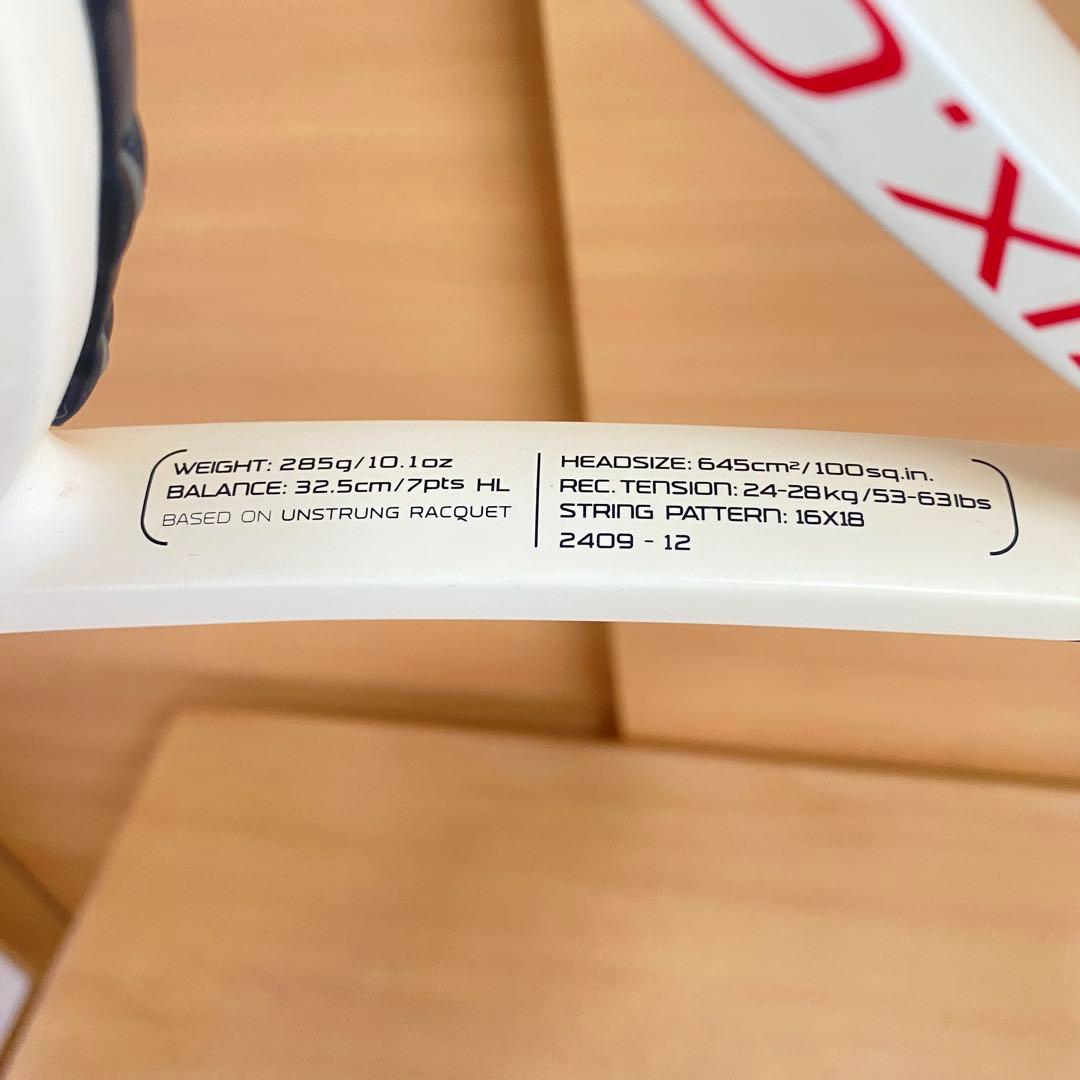 O.X
WEIGHT: 285g/10.1oz
BALANCE: 32.5cm/7pts HL
BASED ON UNSTRUNG RACQUET
HEADSIZE: 645cm²/100sq.in.
REC. TENSION: 24-28kg/53-63lbs
STRING PATTERN: 16X18
2409 - 12